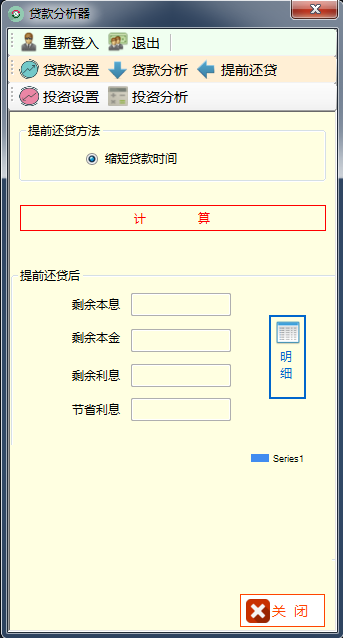 贷款分析器
重新登入 退出
贷款设置 贷款分析 提前还贷
投资设置 投资分析
提前还贷方法
缩短贷款时间
计 算
提前还贷后
剩余本息
剩余本金
剩余利息
节省利息
明
细
Series1
关 闭